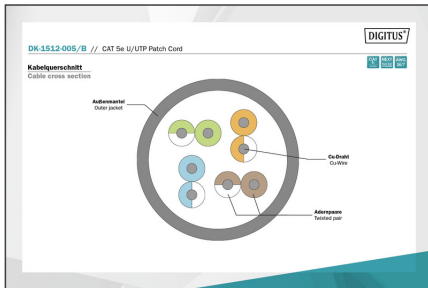 DIGITUS®
DK-1512-005/B // CAT 5e U/UTP Patch Cord
Kabelquerschnitt
Cable cross section
Außenmantel
Outer jacket
Cu-Draht
Cu-Wire
Adernpaare
Twisted pair